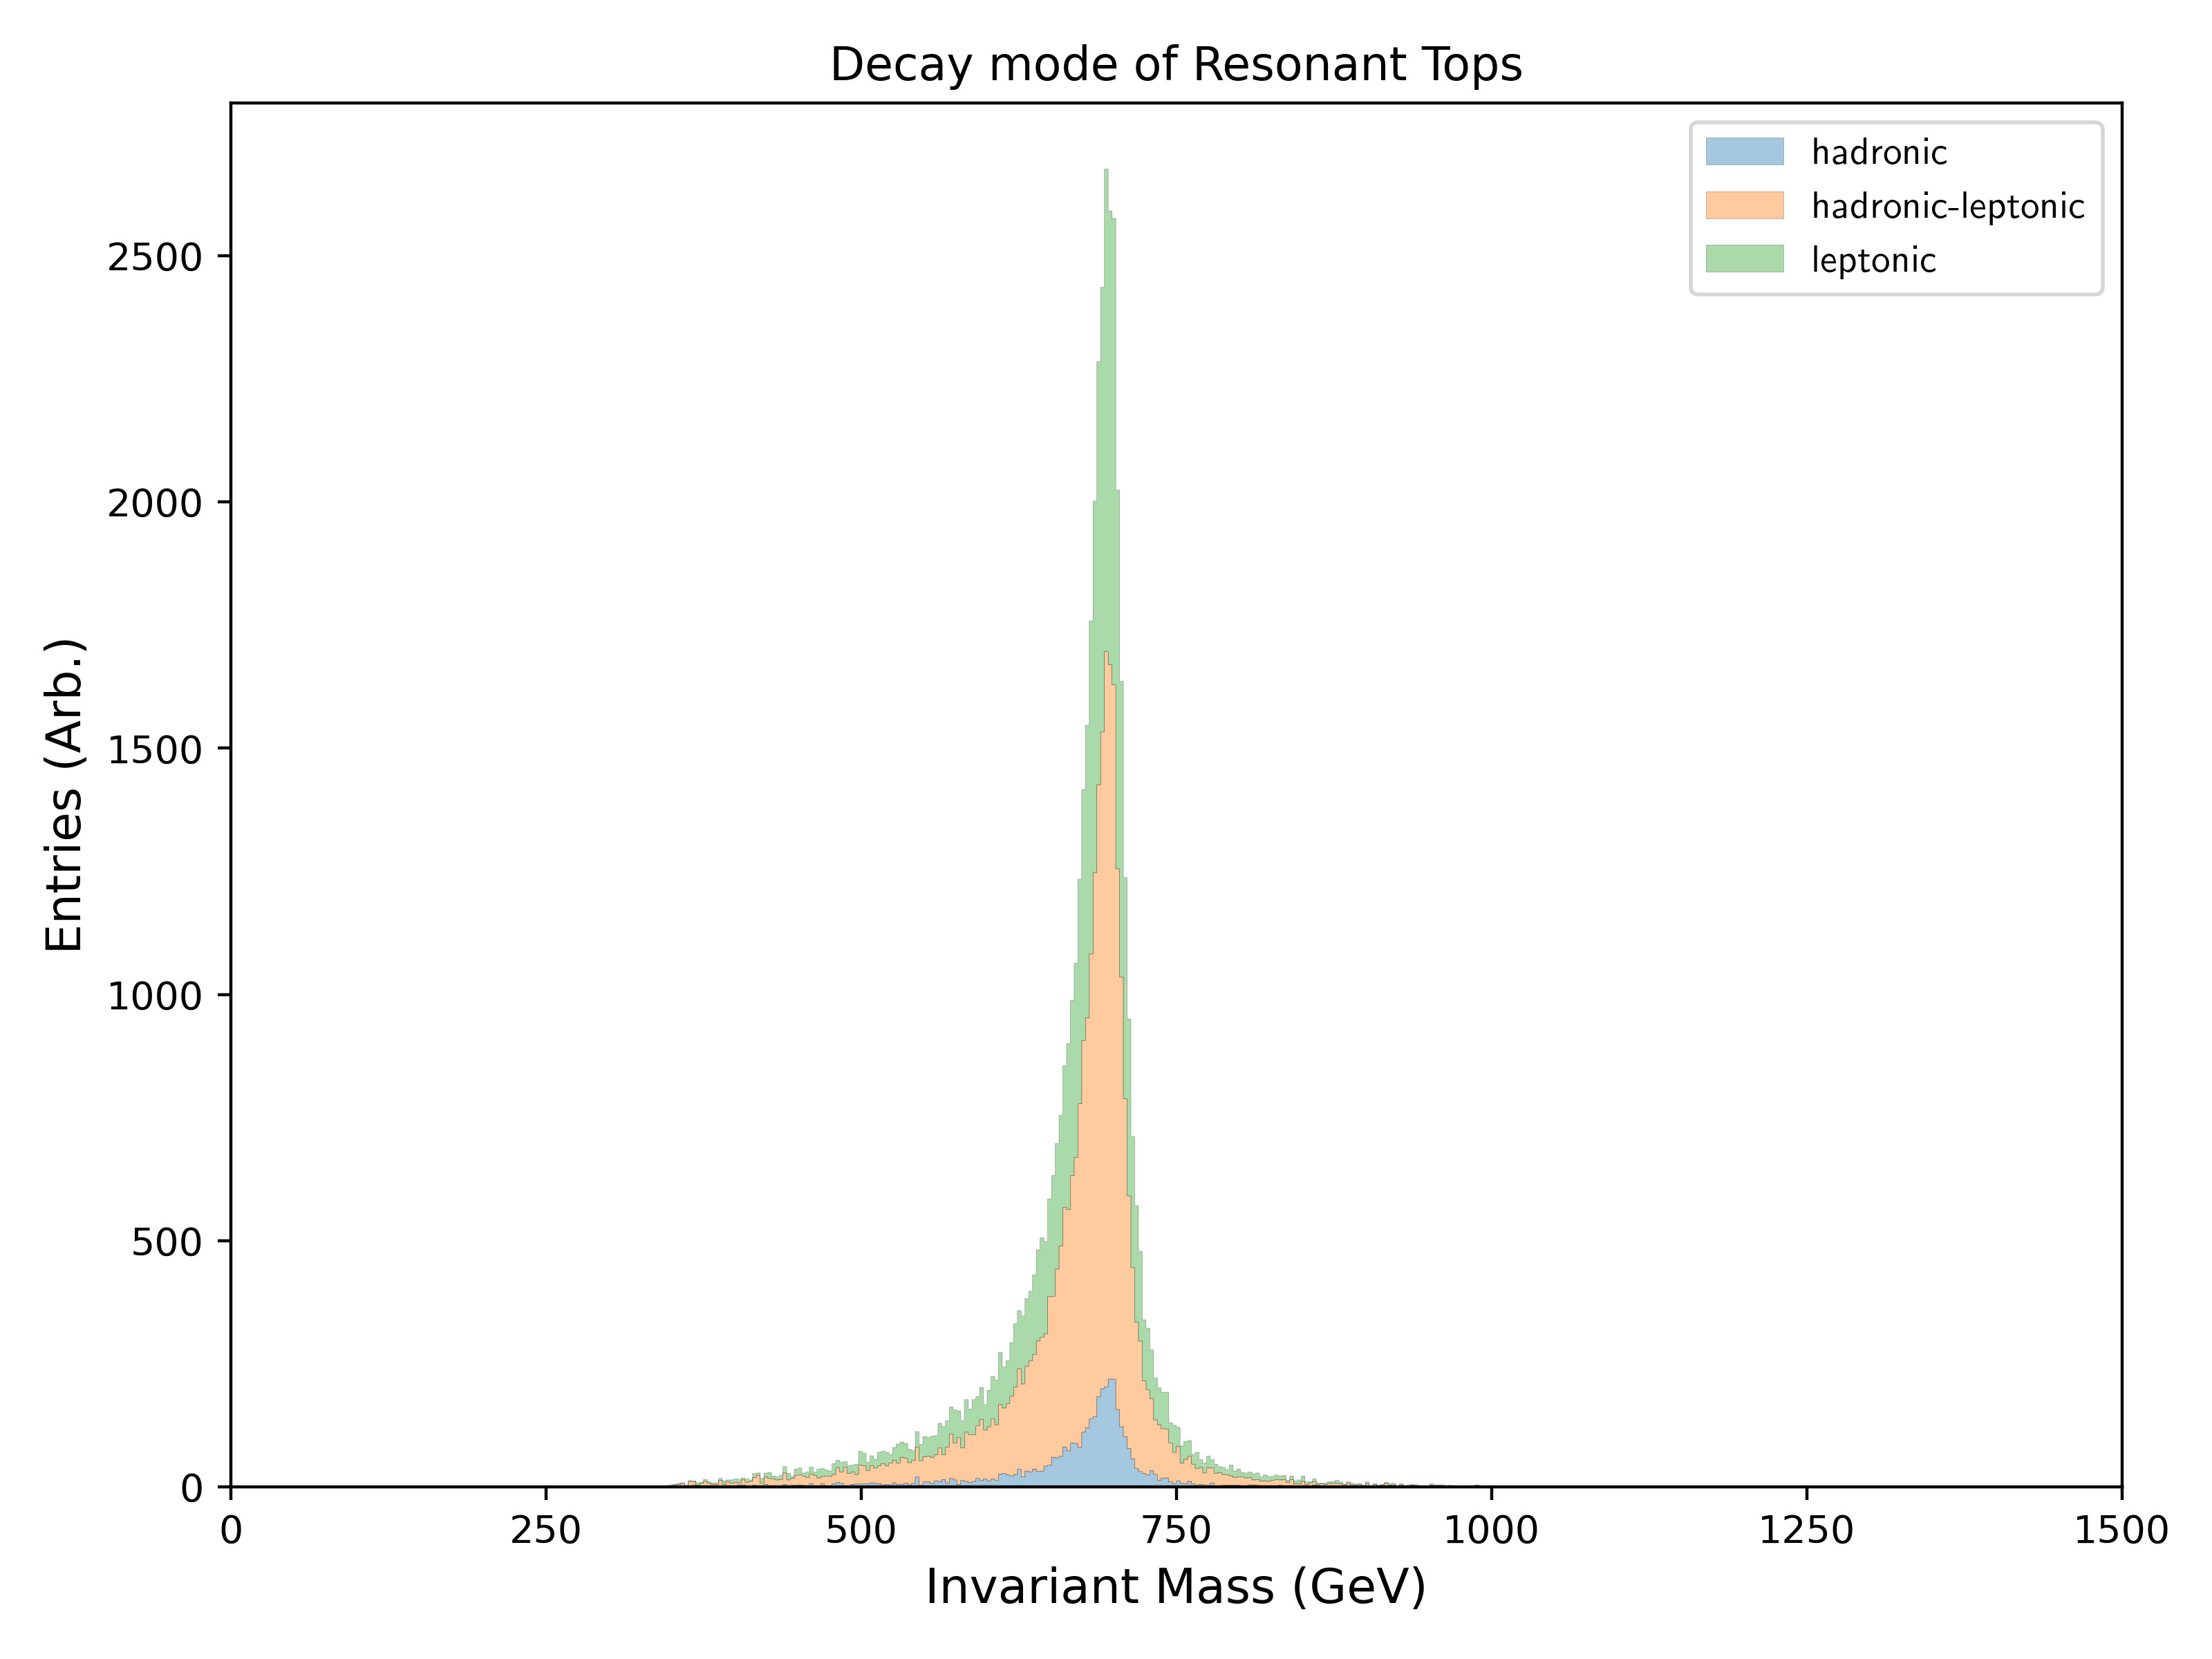 Decay mode of Resonant Tops
hadronic
hadronic-leptonic
leptonic
Entries (Arb.)
2500
2000
1500
1000
500
0
0 250 500 750 1000 1250 1500
Invariant Mass (GeV)